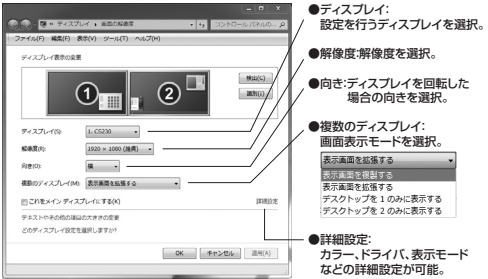 « ディスプレイ ▸ 画面の解像度
コントロール パネルの...
ファイル(F) 編集(E) 表示(V) ツール(T) ヘルプ(H)
ディスプレイ表示の変更
1
2
検出(C)
識別(I)
ディスプレイ(S): 1. CS230
解像度(R): 1920 × 1080 (推奨)
向き(O): 横
複数のディスプレイ(M): 表示画面を拡張する
これをメイン ディスプレイにする(K)
詳細設定
テキストやその他の項目の大きさの変更
どのディスプレイ設定を選択しますか?
OK キャンセル 適用(A)
●ディスプレイ:
設定を行うディスプレイを選択。
●解像度:解像度を選択。
●向き:ディスプレイを回転した
場合の向きを選択。
●複数のディスプレイ:
画面表示モードを選択。
表示画面を拡張する
表示画面を複製する
表示画面を拡張する
デスクトップを 1 のみに表示する
デスクトップを 2 のみに表示する
●詳細設定:
カラー、ドライバ、表示モード
などの詳細設定が可能。